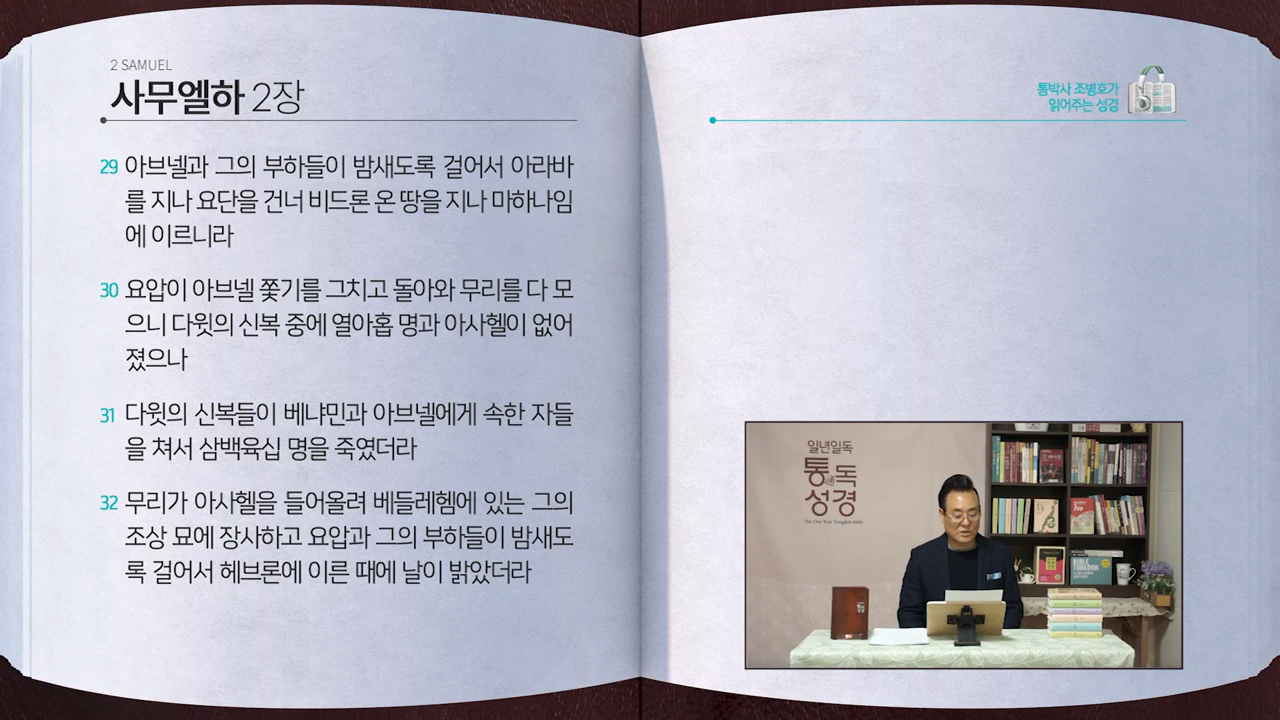 2 SAMUEL
사무엘하 2장
29 아브넬과 그의 부하들이 밤새도록 걸어서 아라바
를 지나 요단을 건너 비드론 온 땅을 지나 마하나임
에 이르니라
30 요압이 아브넬 쫓기를 그치고 돌아와 무리를 다 모
으니 다윗의 신복 중에 열아홉 명과 아사헬이 없어
졌으나
31 다윗의 신복들이 베냐민과 아브넬에게 속한 자들
을 쳐서 삼백육십 명을 죽였더라
32 무리가 아사헬을 들어올려 베들레헴에 있는 그의
조상 묘에 장사하고 요압과 그의 부하들이 밤새도
록 걸어서 헤브론에 이른 때에 날이 밝았더라
통박사 조병호가
읽어주는 성경
일년일독
통독
성경
The One Year Tongdok Bible